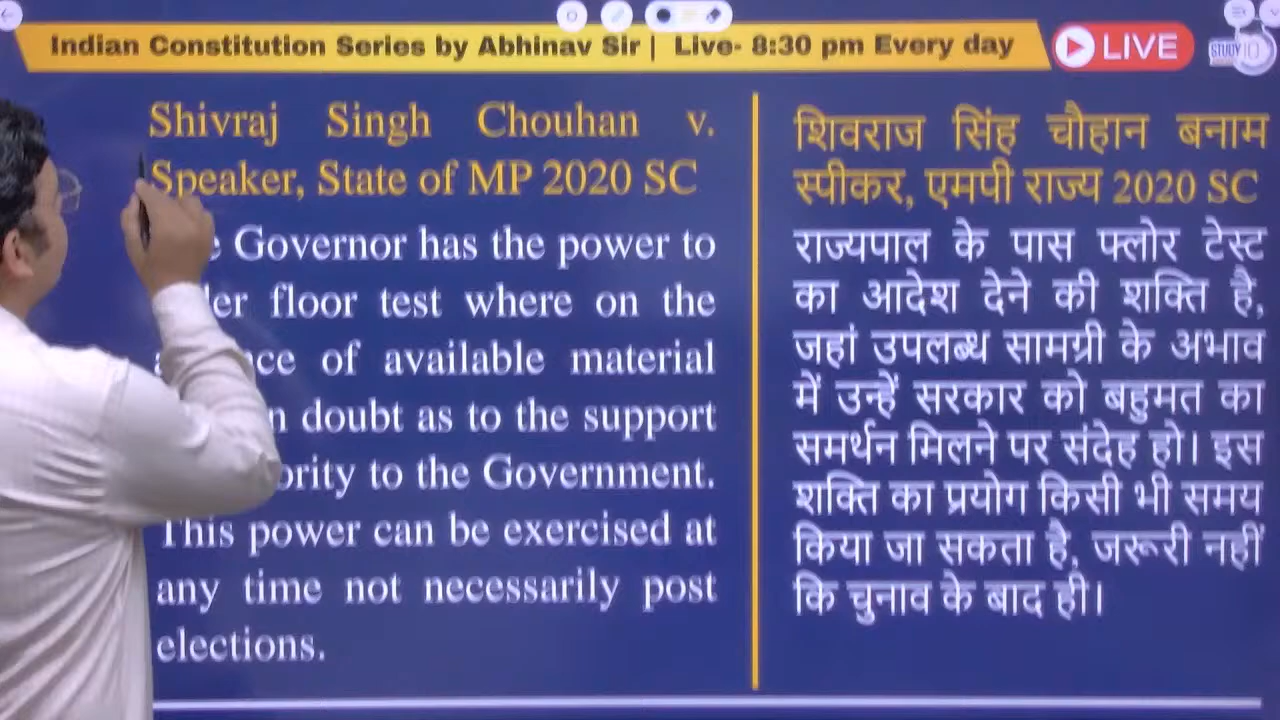 Indian Constitution Series by Abhinav Sir | Live- 8:30 pm Every day
LIVE
STUDY IQ
Shivraj Singh Chouhan v.
Speaker, State of MP 2020 SC
Governor has the power to
floor test where on the
of available material
doubt as to the support
to the Government.
This power can be exercised at
any time not necessarily post
elections.
शिवराज सिंह चौहान बनाम
स्पीकर, एमपी राज्य 2020 SC
राज्यपाल के पास फ्लोर टेस्ट
का आदेश देने की शक्ति है,
जहां उपलब्ध सामग्री के अभाव
में उन्हें सरकार को बहुमत का
समर्थन मिलने पर संदेह हो। इस
शक्ति का प्रयोग किसी भी समय
किया जा सकता है, जरूरी नहीं
कि चुनाव के बाद ही।